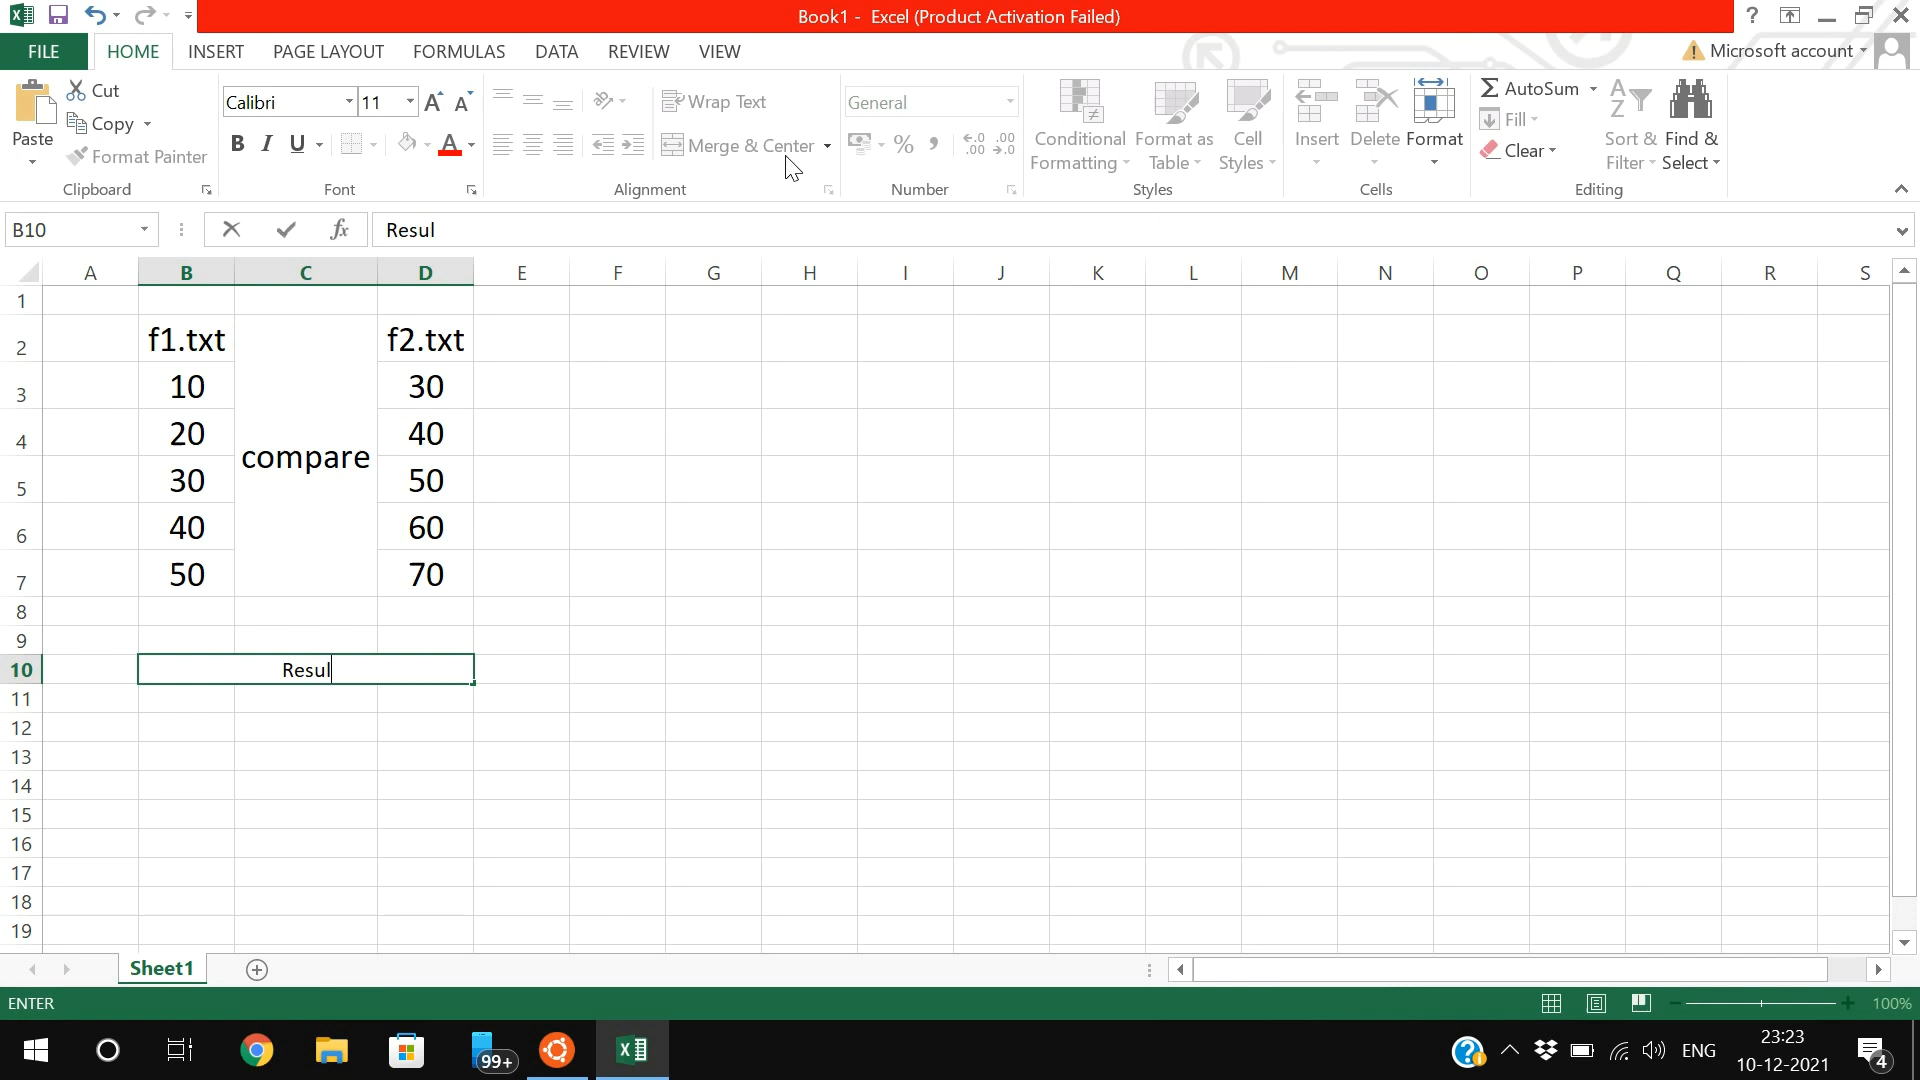 Book1 - Excel (Product Activation Failed)
?
FILE HOME INSERT PAGE LAYOUT FORMULAS DATA REVIEW VIEW Microsoft account
Paste
Cut
Copy
Format Painter
Clipboard
Calibri 11
B I U A
Font
Wrap Text
Merge & Center
Alignment
General
% , .00 .00
Number
Conditional Formatting
Format as Table
Cell Styles
Styles
Insert Delete Format
Cells
AutoSum
Fill
Clear
Sort & Filter
Find & Select
Editing
B10 fx Resul
A B C D E F G H I J K L M N O P Q R S
1
2 f1.txt f2.txt
3 10 30
4 20 40
compare
5 30 50
6 40 60
7 50 70
8
9
10 Resul
11
12
13
14
15
16
17
18
19
Sheet1
ENTER 100%
99+ ENG 23:23
10-12-2021
4